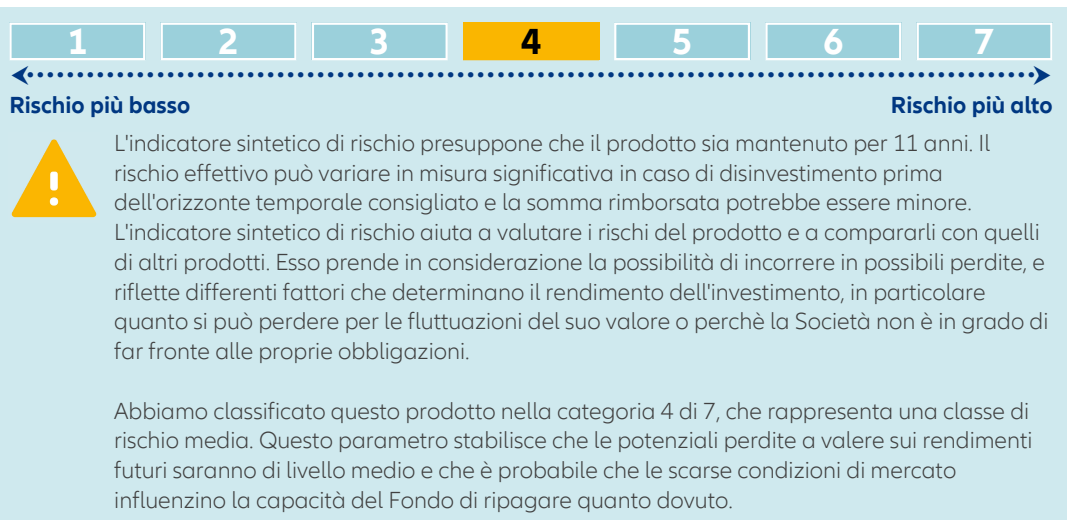 1 2 3 4 5 6 7
Rischio più basso Rischio più alto
L'indicatore sintetico di rischio presuppone che il prodotto sia mantenuto per 11 anni. Il
rischio effettivo può variare in misura significativa in caso di disinvestimento prima
dell'orizzonte temporale consigliato e la somma rimborsata potrebbe essere minore.
L'indicatore sintetico di rischio aiuta a valutare i rischi del prodotto e a compararli con quelli
di altri prodotti. Esso prende in considerazione la possibilità di incorrere in possibili perdite, e
riflette differenti fattori che determinano il rendimento dell'investimento, in particolare
quanto si può perdere per le fluttuazioni del suo valore o perchè la Società non è in grado di
far fronte alle proprie obbligazioni.
Abbiamo classificato questo prodotto nella categoria 4 di 7, che rappresenta una classe di
rischio media. Questo parametro stabilisce che le potenziali perdite a valere sui rendimenti
futuri saranno di livello medio e che è probabile che le scarse condizioni di mercato
influenzino la capacità del Fondo di ripagare quanto dovuto.